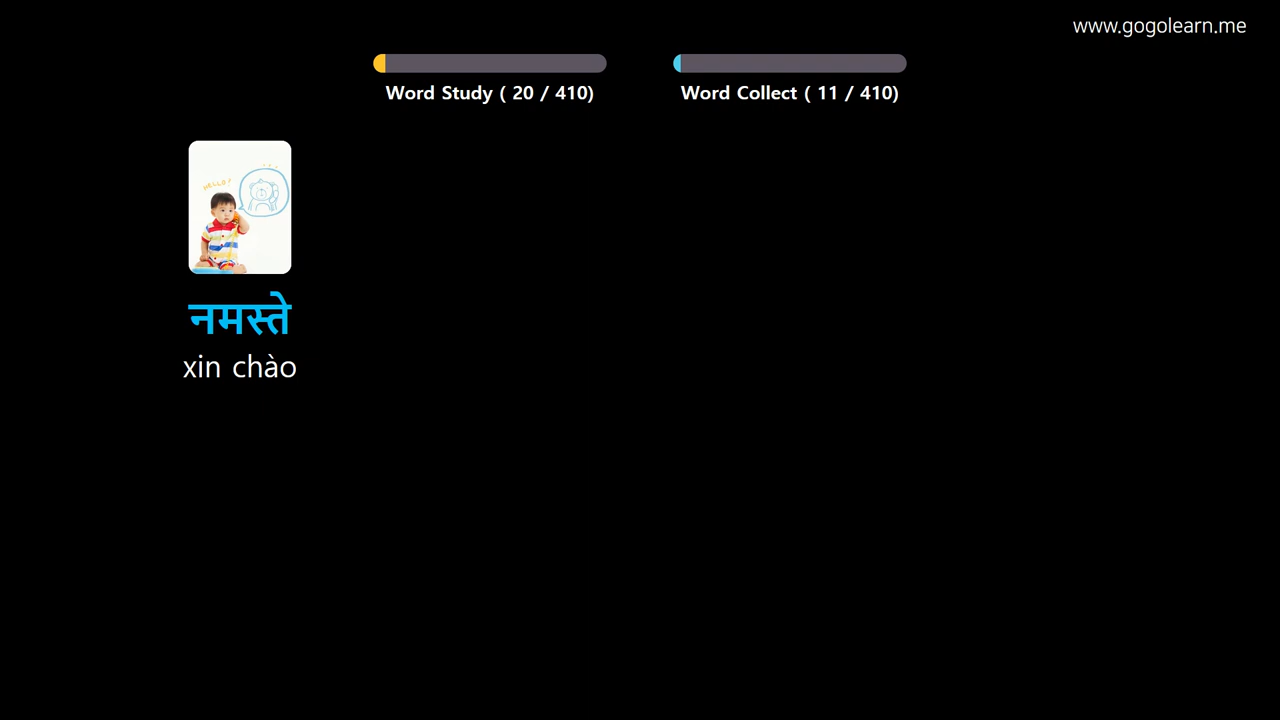 www.gogolearn.me
Word Study ( 20 / 410)
Word Collect ( 11 / 410)
HELLO!
नमस्ते
xin chào